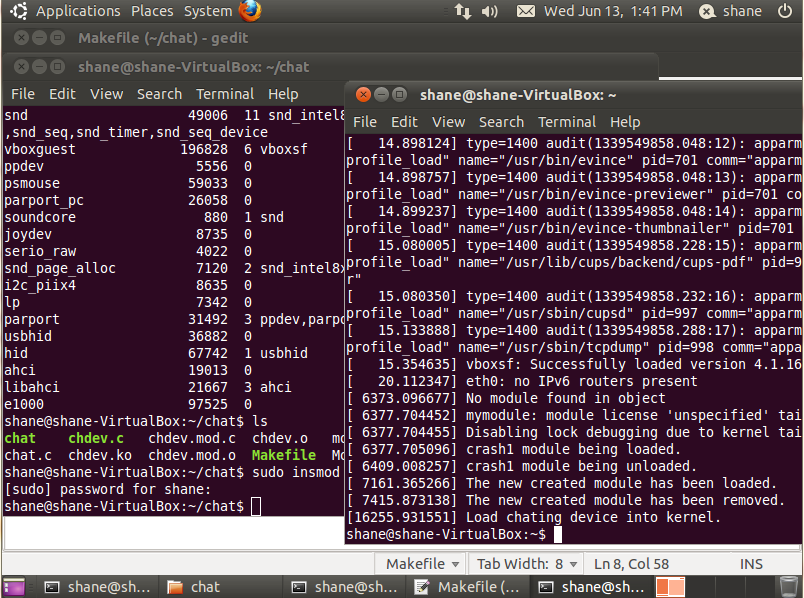 Applications Places System Wed Jun 13, 1:41 PM shane
Makefile (~/chat) - gedit
shane@shane-VirtualBox: ~/chat
File Edit View Search Terminal Help
snd 49006 11 snd_intel8
,snd_seq,snd_timer,snd_seq_device
vboxguest 196828 6 vboxsf
ppdev 5556 0
psmouse 59033 0
parport_pc 26058 0
soundcore 880 1 snd
joydev 8735 0
serio_raw 4022 0
snd_page_alloc 7120 2 snd_intel8x
i2c_piix4 8635 0
lp 7342 0
parport 31492 3 ppdev,parpo
usbhid 36882 0
hid 67742 1 usbhid
ahci 19013 0
libahci 21667 3 ahci
e1000 97525 0
shane@shane-VirtualBox:~/chat$ ls
chat chdev.c chdev.mod.c chdev.o mo
chat.c chdev.ko chdev.mod.o Makefile Mo
shane@shane-VirtualBox:~/chat$ sudo insmod
[sudo] password for shane:
shane@shane-VirtualBox:~/chat$
shane@shane-VirtualBox: ~
File Edit View Search Terminal Help
[ 14.898124] type=1400 audit(1339549858.048:12): apparm
profile_load" name="/usr/bin/evince" pid=701 comm="apparm
[ 14.898757] type=1400 audit(1339549858.048:13): apparm
profile_load" name="/usr/bin/evince-previewer" pid=701 co
[ 14.899237] type=1400 audit(1339549858.048:14): apparm
profile_load" name="/usr/bin/evince-thumbnailer" pid=701
[ 15.080005] type=1400 audit(1339549858.228:15): apparm
profile_load" name="/usr/lib/cups/backend/cups-pdf" pid=9
r"
[ 15.080350] type=1400 audit(1339549858.232:16): apparm
profile_load" name="/usr/sbin/cupsd" pid=997 comm="appar
[ 15.133888] type=1400 audit(1339549858.288:17): apparm
profile_load" name="/usr/sbin/tcpdump" pid=998 comm="appa
[ 15.354635] vboxsf: Successfully loaded version 4.1.16
[ 20.112347] eth0: no IPv6 routers present
[ 6373.096677] No module found in object
[ 6377.704452] mymodule: module license 'unspecified' tai
[ 6377.704455] Disabling lock debugging due to kernel tai
[ 6377.705096] crash1 module being loaded.
[ 6409.008257] crash1 module being unloaded.
[ 7161.365266] The new created module has been loaded.
[ 7415.873138] The new created module has been removed.
[16255.931551] Load chating device into kernel.
shane@shane-VirtualBox:~$
Makefile Tab Width: 8 Ln 8, Col 58 INS
shane@sh... chat shane@sh... Makefile (... shane@sh...